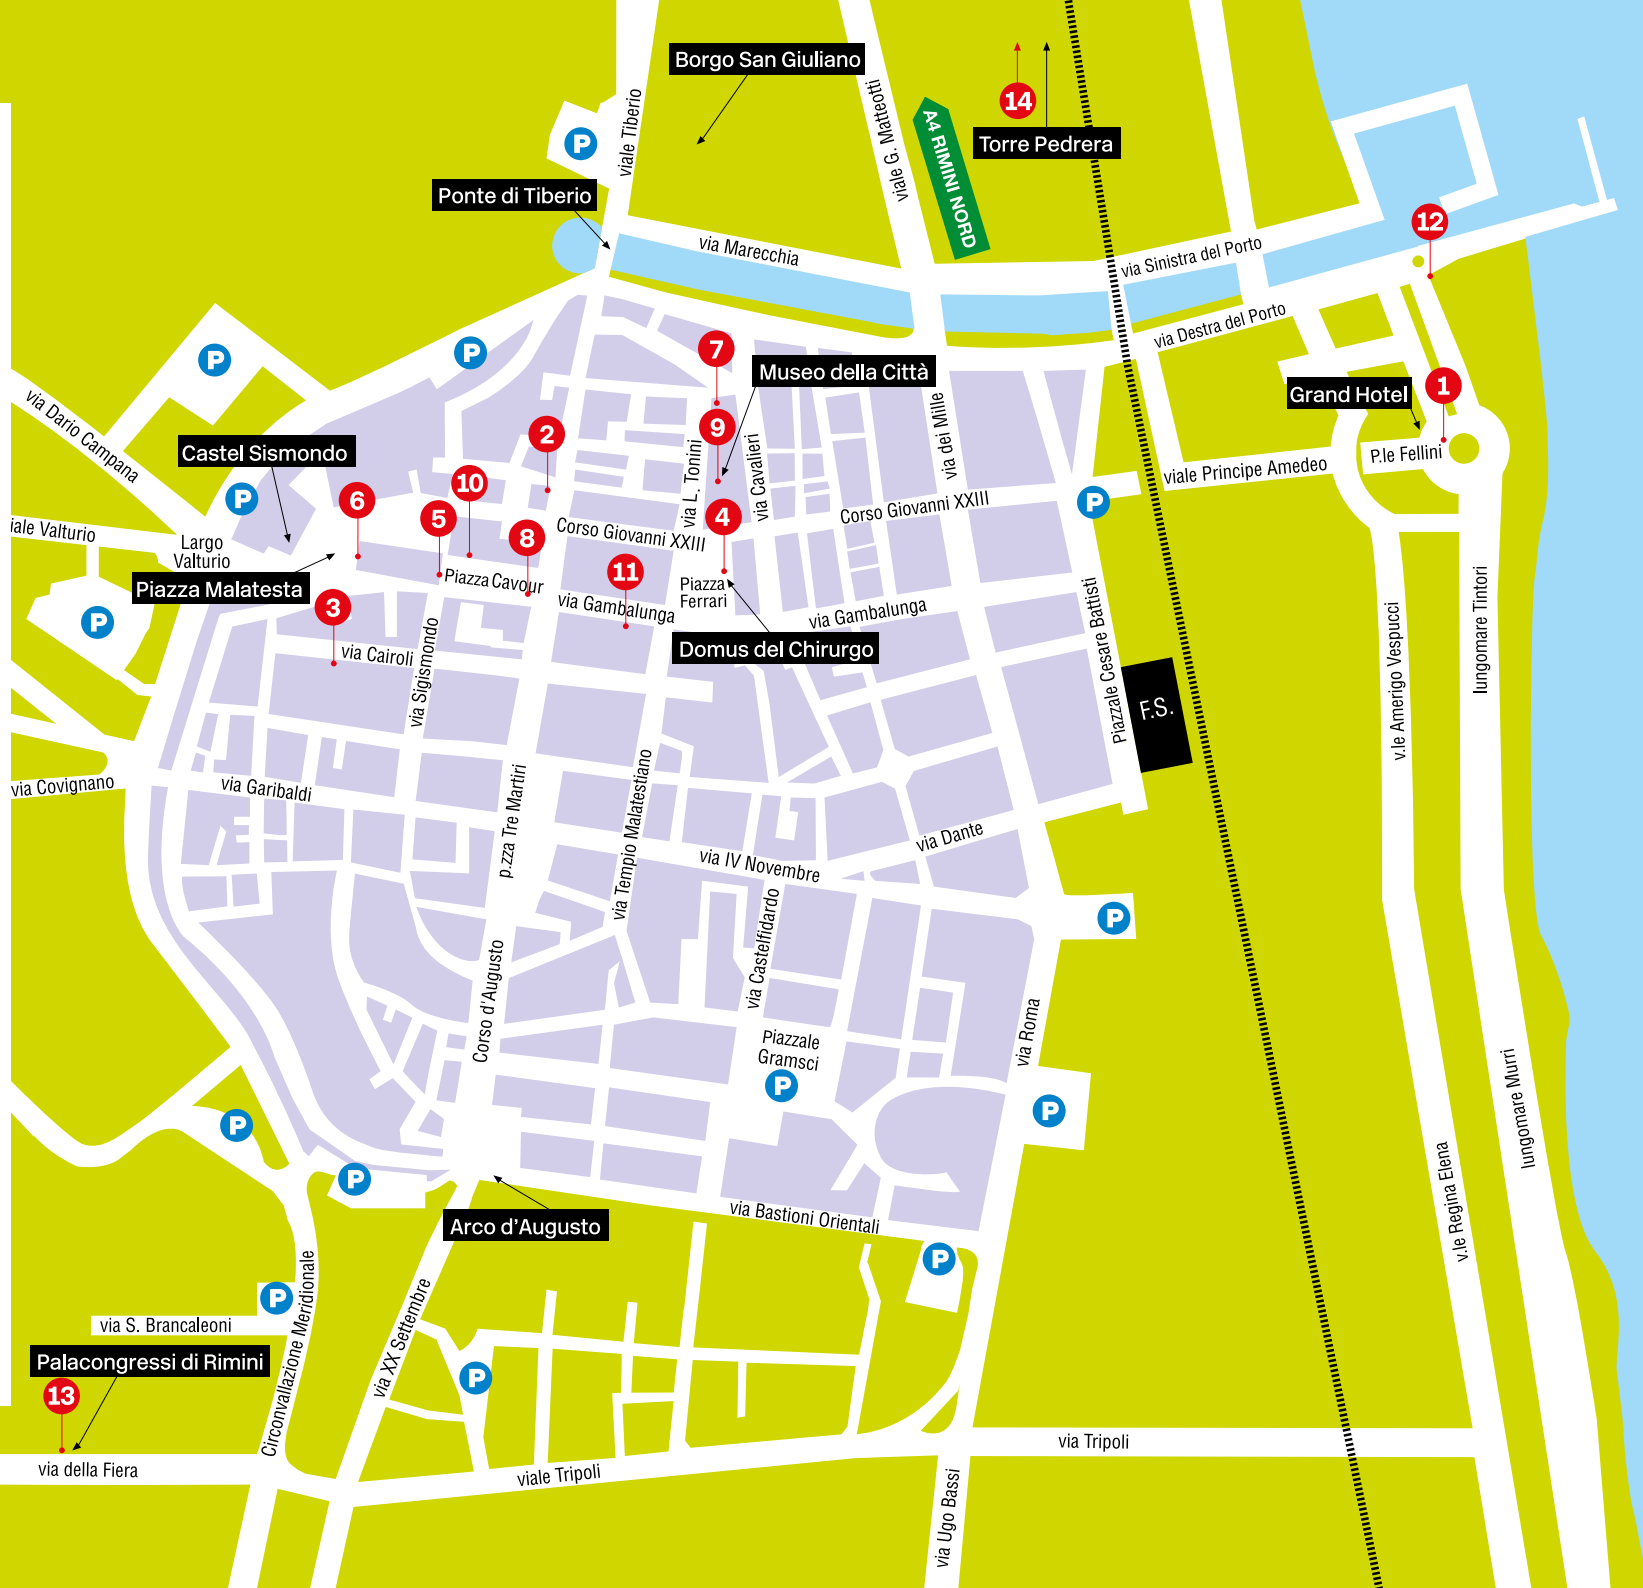 Borgo San Giuliano
viale Tiberio
viale G. Matteotti
A4 RIMINI NORD
14
Torre Pedrera
P
Ponte di Tiberio
via Marecchia
via Sinistra del Porto
12
via Destra del Porto
P
P
7
Museo della Città
Grand Hotel
1
via Dario Campana
Castel Sismondo
2
9
via L. Tonini
via Cavalieri
via dei Mille
P.le Fellini
viale Principe Amedeo
P
6
10
5
8
4
Corso Giovanni XXIII
Corso Giovanni XXIII
P
iale Valturio
Largo
Valturio
Piazza Malatesta
Piazza Cavour
11
Piazza
Ferrari
via Gambalunga
via Gambalunga
P
3
via Cairoli
via Sigismondo
Domus del Chirurgo
Piazzale Cesare Battisti
F.S.
v.le Amerigo Vespucci
lungomare Tintori
via Covignano
via Garibaldi
p.zza Tre Martiri
via Tempio Malatestiano
via IV Novembre
via Dante
P
via Castelfidardo
Corso d'Augusto
Piazzale
Gramsci
P
via Roma
P
P
P
lungomare Murri
v.le Regina Elena
Arco d'Augusto
via Bastioni Orientali
P
P
via S. Brancaleoni
Circonvallazione Meridionale
via XX Settembre
P
Palacongressi di Rimini
13
via della Fiera
viale Tripoli
via Tripoli
via Ugo Bassi